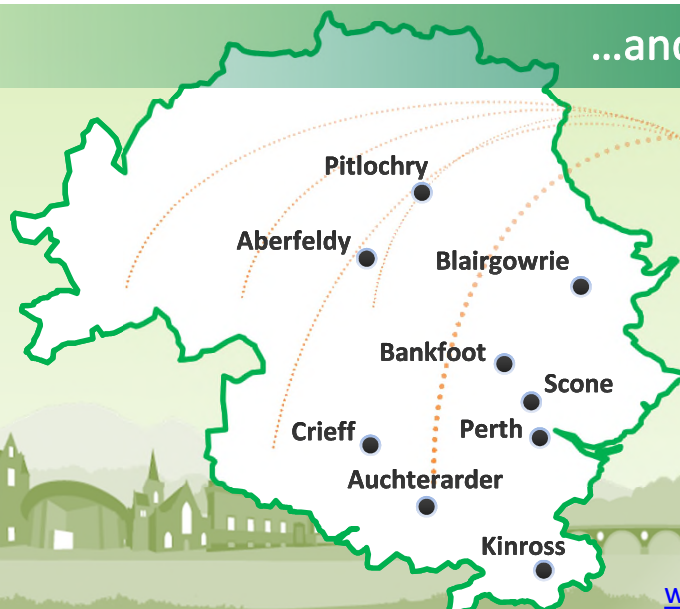 ...and
Pitlochry
Aberfeldy
Blairgowrie
Bankfoot
Scone
Crieff
Perth
Auchterarder
Kinross
w